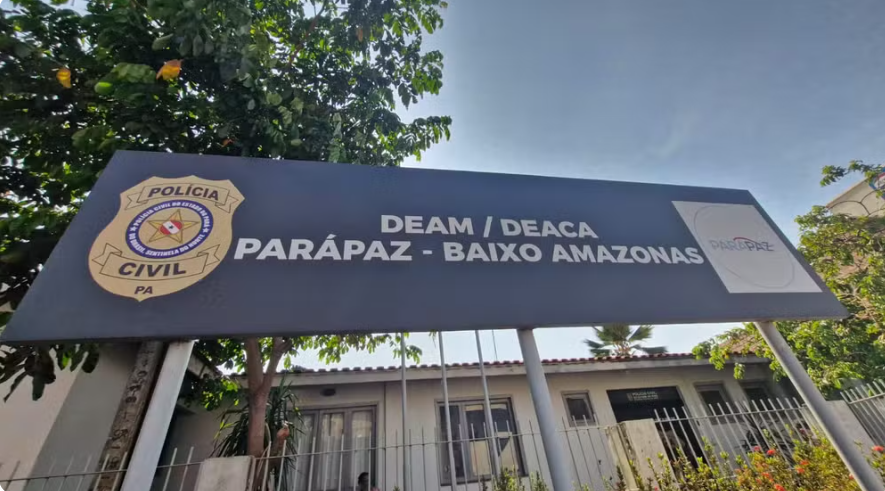 POLÍCIA
CIVIL
PA
DEAM / DEACA
PARÁPAZ - BAIXO AMAZONAS
PARÁPAZ